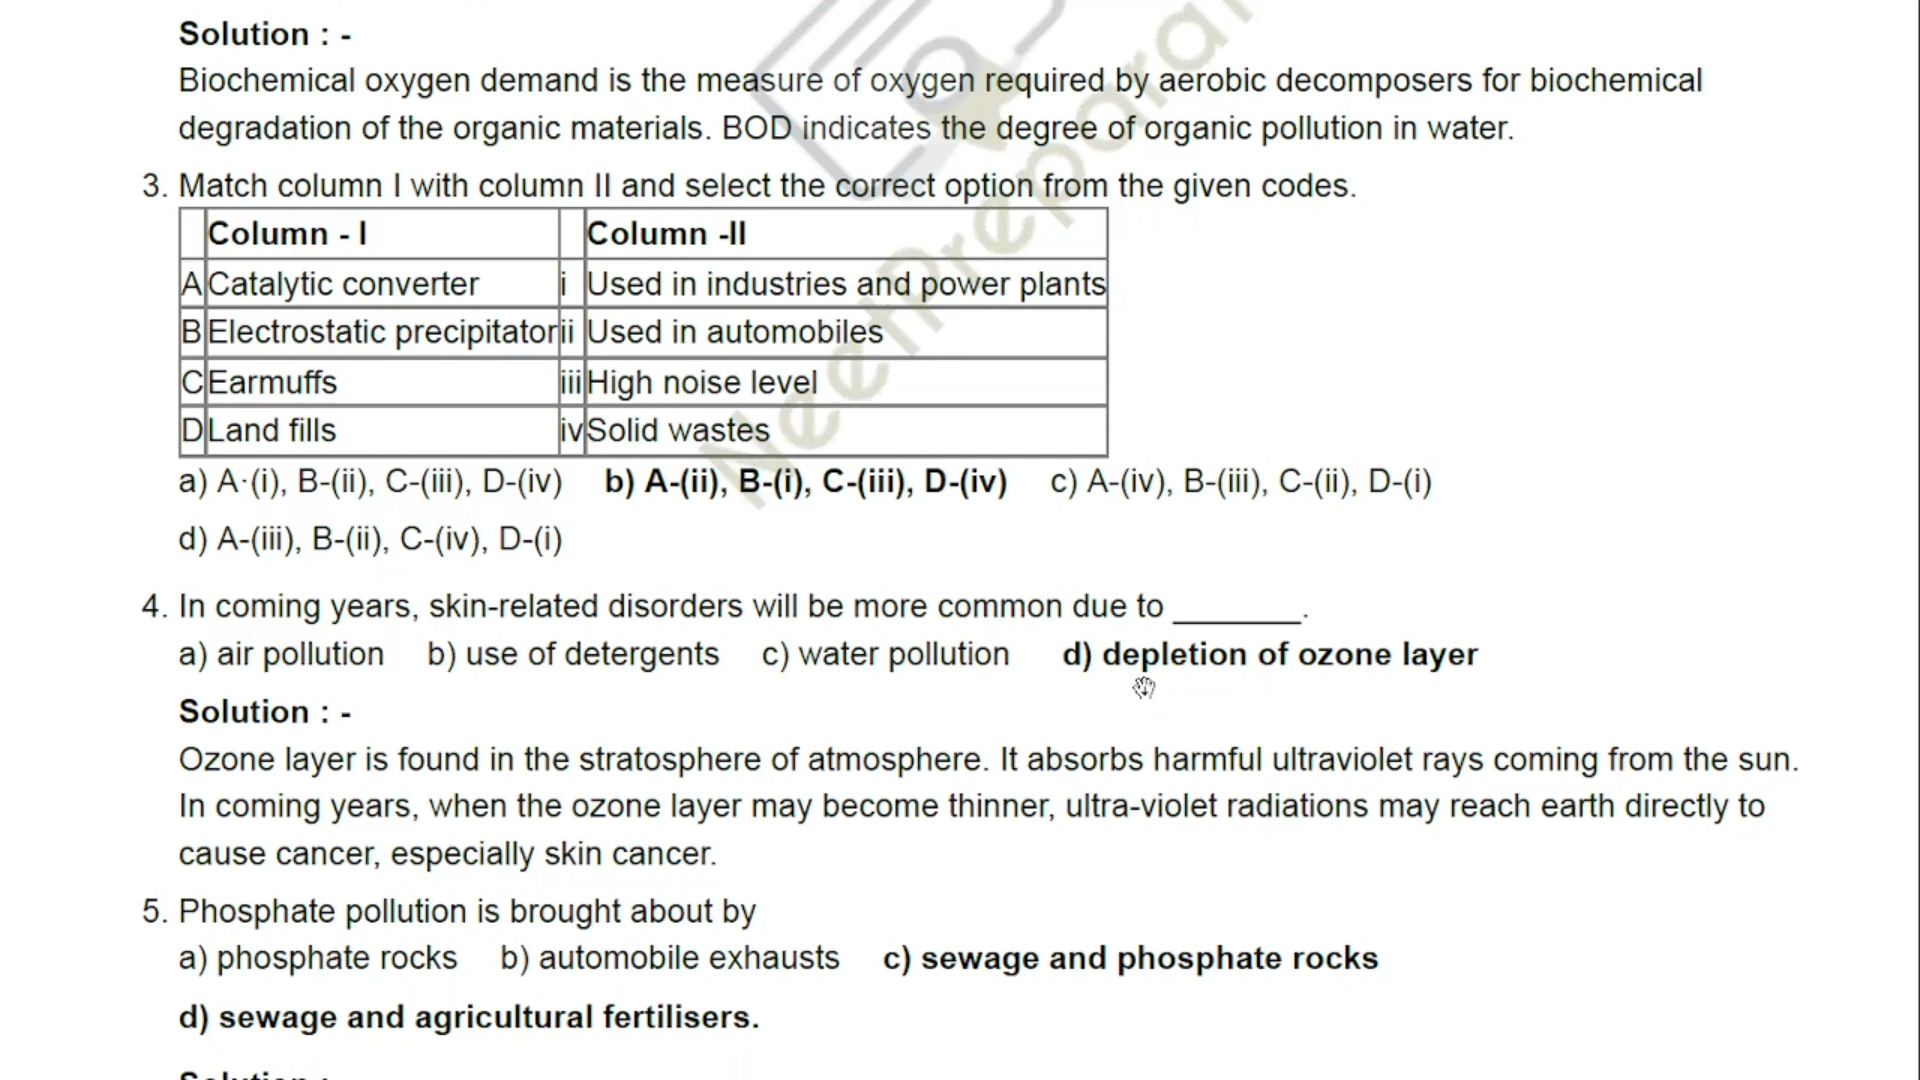 Solution : -
Biochemical oxygen demand is the measure of oxygen required by aerobic decomposers for biochemical
degradation of the organic materials. BOD indicates the degree of organic pollution in water.
3. Match column I with column II and select the correct option from the given codes.
Column - I Column -II
A Catalytic converter i Used in industries and power plants
B Electrostatic precipitator ii Used in automobiles
C Earmuffs iii High noise level
D Land fills iv Solid wastes
a) A·(i), B-(ii), C-(iii), D-(iv) b) A-(ii), B-(i), C-(iii), D-(iv) c) A-(iv), B-(iii), C-(ii), D-(i)
d) A-(iii), B-(ii), C-(iv), D-(i)
4. In coming years, skin-related disorders will be more common due to _______.
a) air pollution b) use of detergents c) water pollution d) depletion of ozone layer
Solution : -
Ozone layer is found in the stratosphere of atmosphere. It absorbs harmful ultraviolet rays coming from the sun.
In coming years, when the ozone layer may become thinner, ultra-violet radiations may reach earth directly to
cause cancer, especially skin cancer.
5. Phosphate pollution is brought about by
a) phosphate rocks b) automobile exhausts c) sewage and phosphate rocks
d) sewage and agricultural fertilisers.
Solution :